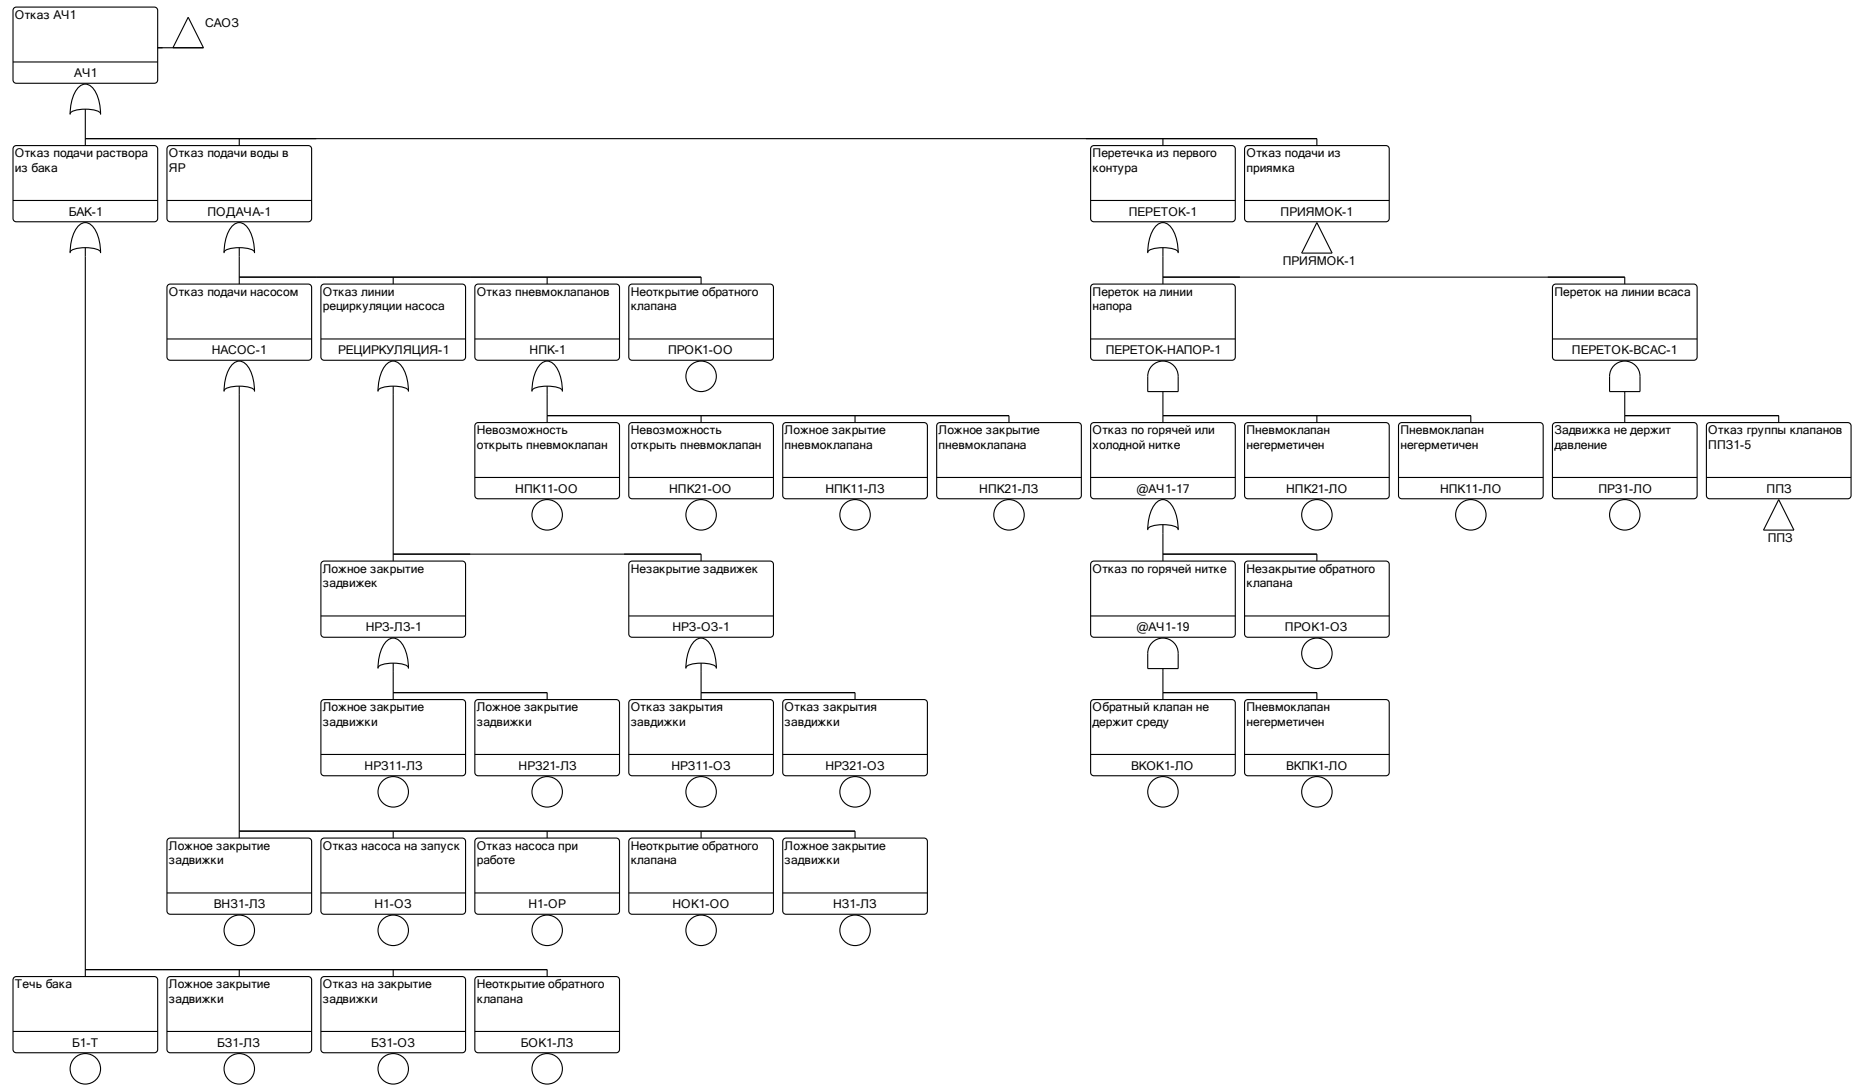 Отказ АЧ1
САОЗ
АЧ1
Отказ подачи раствора
из бака
БАК-1
Отказ подачи воды в
ЯР
ПОДАЧА-1
Перетечка из первого
контура
ПЕРЕТОК-1
Отказ подачи из
приямка
ПРИЯМОК-1
ПРИЯМОК-1
Отказ подачи насосом
НАСОС-1
Отказ линии
рециркуляции насоса
РЕЦИРКУЛЯЦИЯ-1
Отказ пневмоклапанов
НПК-1
Неоткрытие обратного
клапана
ПРОК1-ОО
Переток на линии
напора
ПЕРЕТОК-НАПОР-1
Переток на линии всаса
ПЕРЕТОК-ВСАС-1
Невозможность
открыть пневмоклапан
НПК11-ОО
Невозможность
открыть пневмоклапан
НПК21-ОО
Ложное закрытие
пневмоклапана
НПК11-ЛЗ
Ложное закрытие
пневмоклапана
НПК21-ЛЗ
Отказ по горячей или
холодной нитке
@АЧ1-17
Пневмоклапан
негерметичен
НПК21-ЛО
Пневмоклапан
негерметичен
НПК11-ЛО
Задвижка не держит
давление
ПРЗ1-ЛО
Отказ группы клапанов
ППЗ1-5
ППЗ
ППЗ
Ложное закрытие
задвижек
НРЗ-ЛЗ-1
Незакрытие задвижек
НРЗ-ОЗ-1
Отказ по горячей нитке
@АЧ1-19
Незакрытие обратного
клапана
ПРОК1-ОЗ
Ложное закрытие
задвижки
НРЗ11-ЛЗ
Ложное закрытие
задвижки
НРЗ21-ЛЗ
Отказ закрытия
завдижки
НРЗ11-ОЗ
Отказ закрытия
завдижки
НРЗ21-ОЗ
Обратный клапан не
держит среду
ВКОК1-ЛО
Пневмоклапан
негерметичен
ВКПК1-ЛО
Ложное закрытие
задвижки
ВНЗ1-ЛЗ
Отказ насоса на запуск
Н1-ОЗ
Отказ насоса при
работе
Н1-ОР
Неоткрытие обратного
клапана
НОК1-ОО
Ложное закрытие
задвижки
НЗ1-ЛЗ
Течь бака
Б1-Т
Ложное закрытие
задвижки
БЗ1-ЛЗ
Отказ на закрытие
задвижки
БЗ1-ОЗ
Неоткрытие обратного
клапана
БОК1-ЛЗ